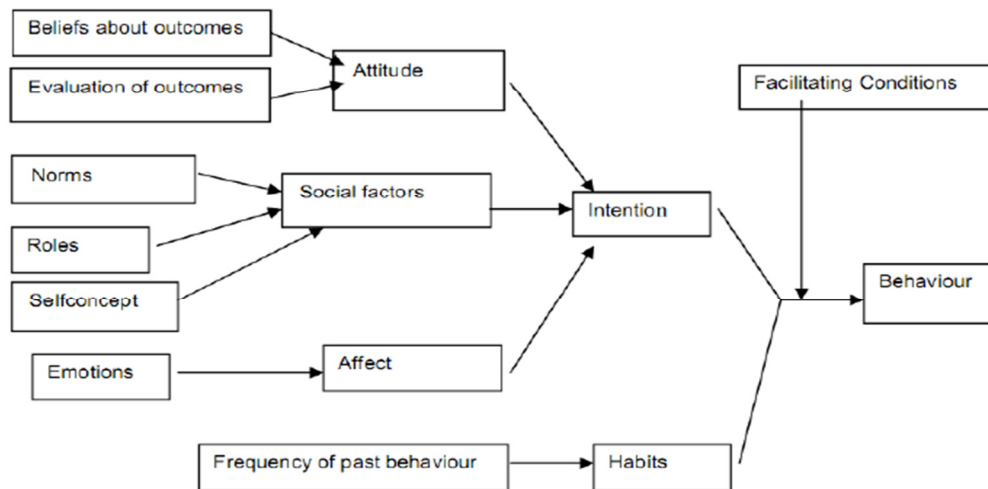 Beliefs about outcomes
Evaluation of outcomes
Attitude
Facilitating Conditions
Norms
Social factors
Intention
Roles
Selfconcept
Behaviour
Emotions
Affect
Frequency of past behaviour
Habits